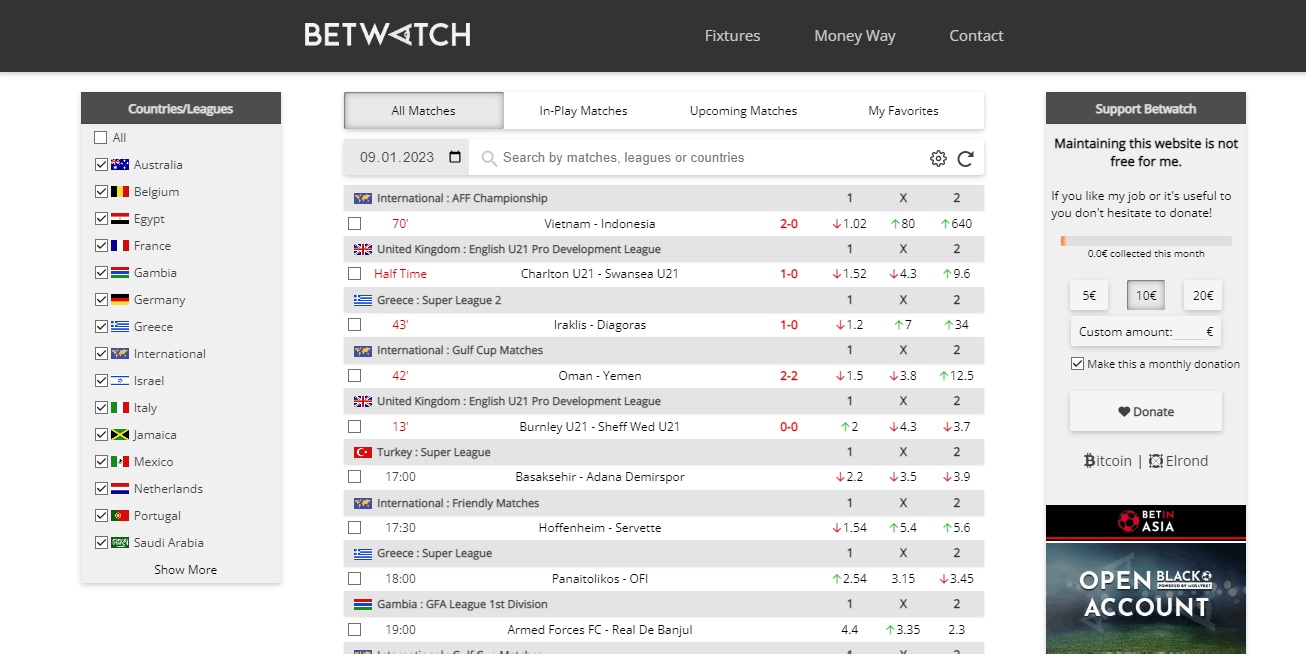 BETWATCH
Fixtures Money Way Contact
Countries/Leagues
All
Australia
Belgium
Egypt
France
Gambia
Germany
Greece
International
Israel
Italy
Jamaica
Mexico
Netherlands
Portugal
Saudi Arabia
Show More
All Matches In-Play Matches Upcoming Matches My Favorites
09.01.2023 Search by matches, leagues or countries
International : AFF Championship 1 X 2
70' Vietnam - Indonesia 2-0 ↓1.02 ↑80 ↑640
United Kingdom : English U21 Pro Development League 1 X 2
Half Time Charlton U21 - Swansea U21 1-0 ↓1.52 ↓4.3 ↑9.6
Greece : Super League 2 1 X 2
43' Iraklis - Diagoras 1-0 ↓1.2 ↑7 ↑34
International : Gulf Cup Matches 1 X 2
42' Oman - Yemen 2-2 ↓1.5 ↓3.8 ↑12.5
United Kingdom : English U21 Pro Development League 1 X 2
13' Burnley U21 - Sheff Wed U21 0-0 ↑2 ↓4.3 ↓3.7
Turkey : Super League 1 X 2
17:00 Basaksehir - Adana Demirspor ↓2.2 ↓3.5 ↓3.9
International : Friendly Matches 1 X 2
17:30 Hoffenheim - Servette ↓1.54 ↑5.4 ↑5.6
Greece : Super League 1 X 2
18:00 Panaitolikos - OFI ↑2.54 3.15 ↓3.45
Gambia : GFA League 1st Division 1 X 2
19:00 Armed Forces FC - Real De Banjul 4.4 ↑3.35 2.3
Support Betwatch
Maintaining this website is not
free for me.
If you like my job or it's useful to
you don't hesitate to donate!
0.0€ collected this month
5€ 10€ 20€
Custom amount: €
Make this a monthly donation
Donate
Bitcoin | Elrond
BETIN
ASIA
OPEN BLACK
POWERED BY MOLLYBET
ACCOUNT